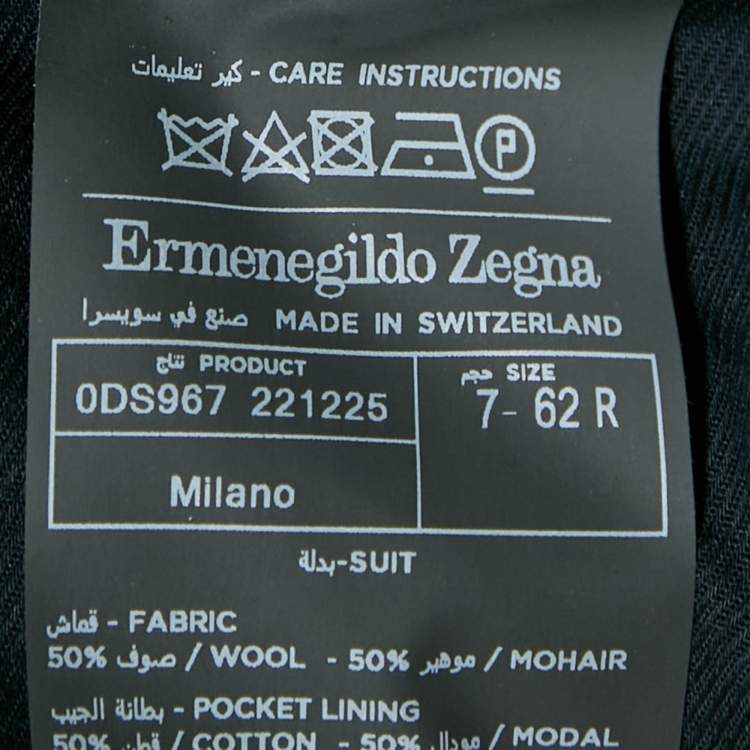 كير تعليمات - CARE INSTRUCTIONS
P
Ermenegildo Zegna
صنع في سويسرا MADE IN SWITZERLAND
نتاج PRODUCT
0DS967 221225
حجم SIZE
7- 62 R
Milano
بدلة-SUIT
قماش - FABRIC
50% صوف / WOOL - 50% موهير / MOHAIR
بطانة الجيب - POCKET LINING
50% قطن / COTTON - 50% مودال / MODAL